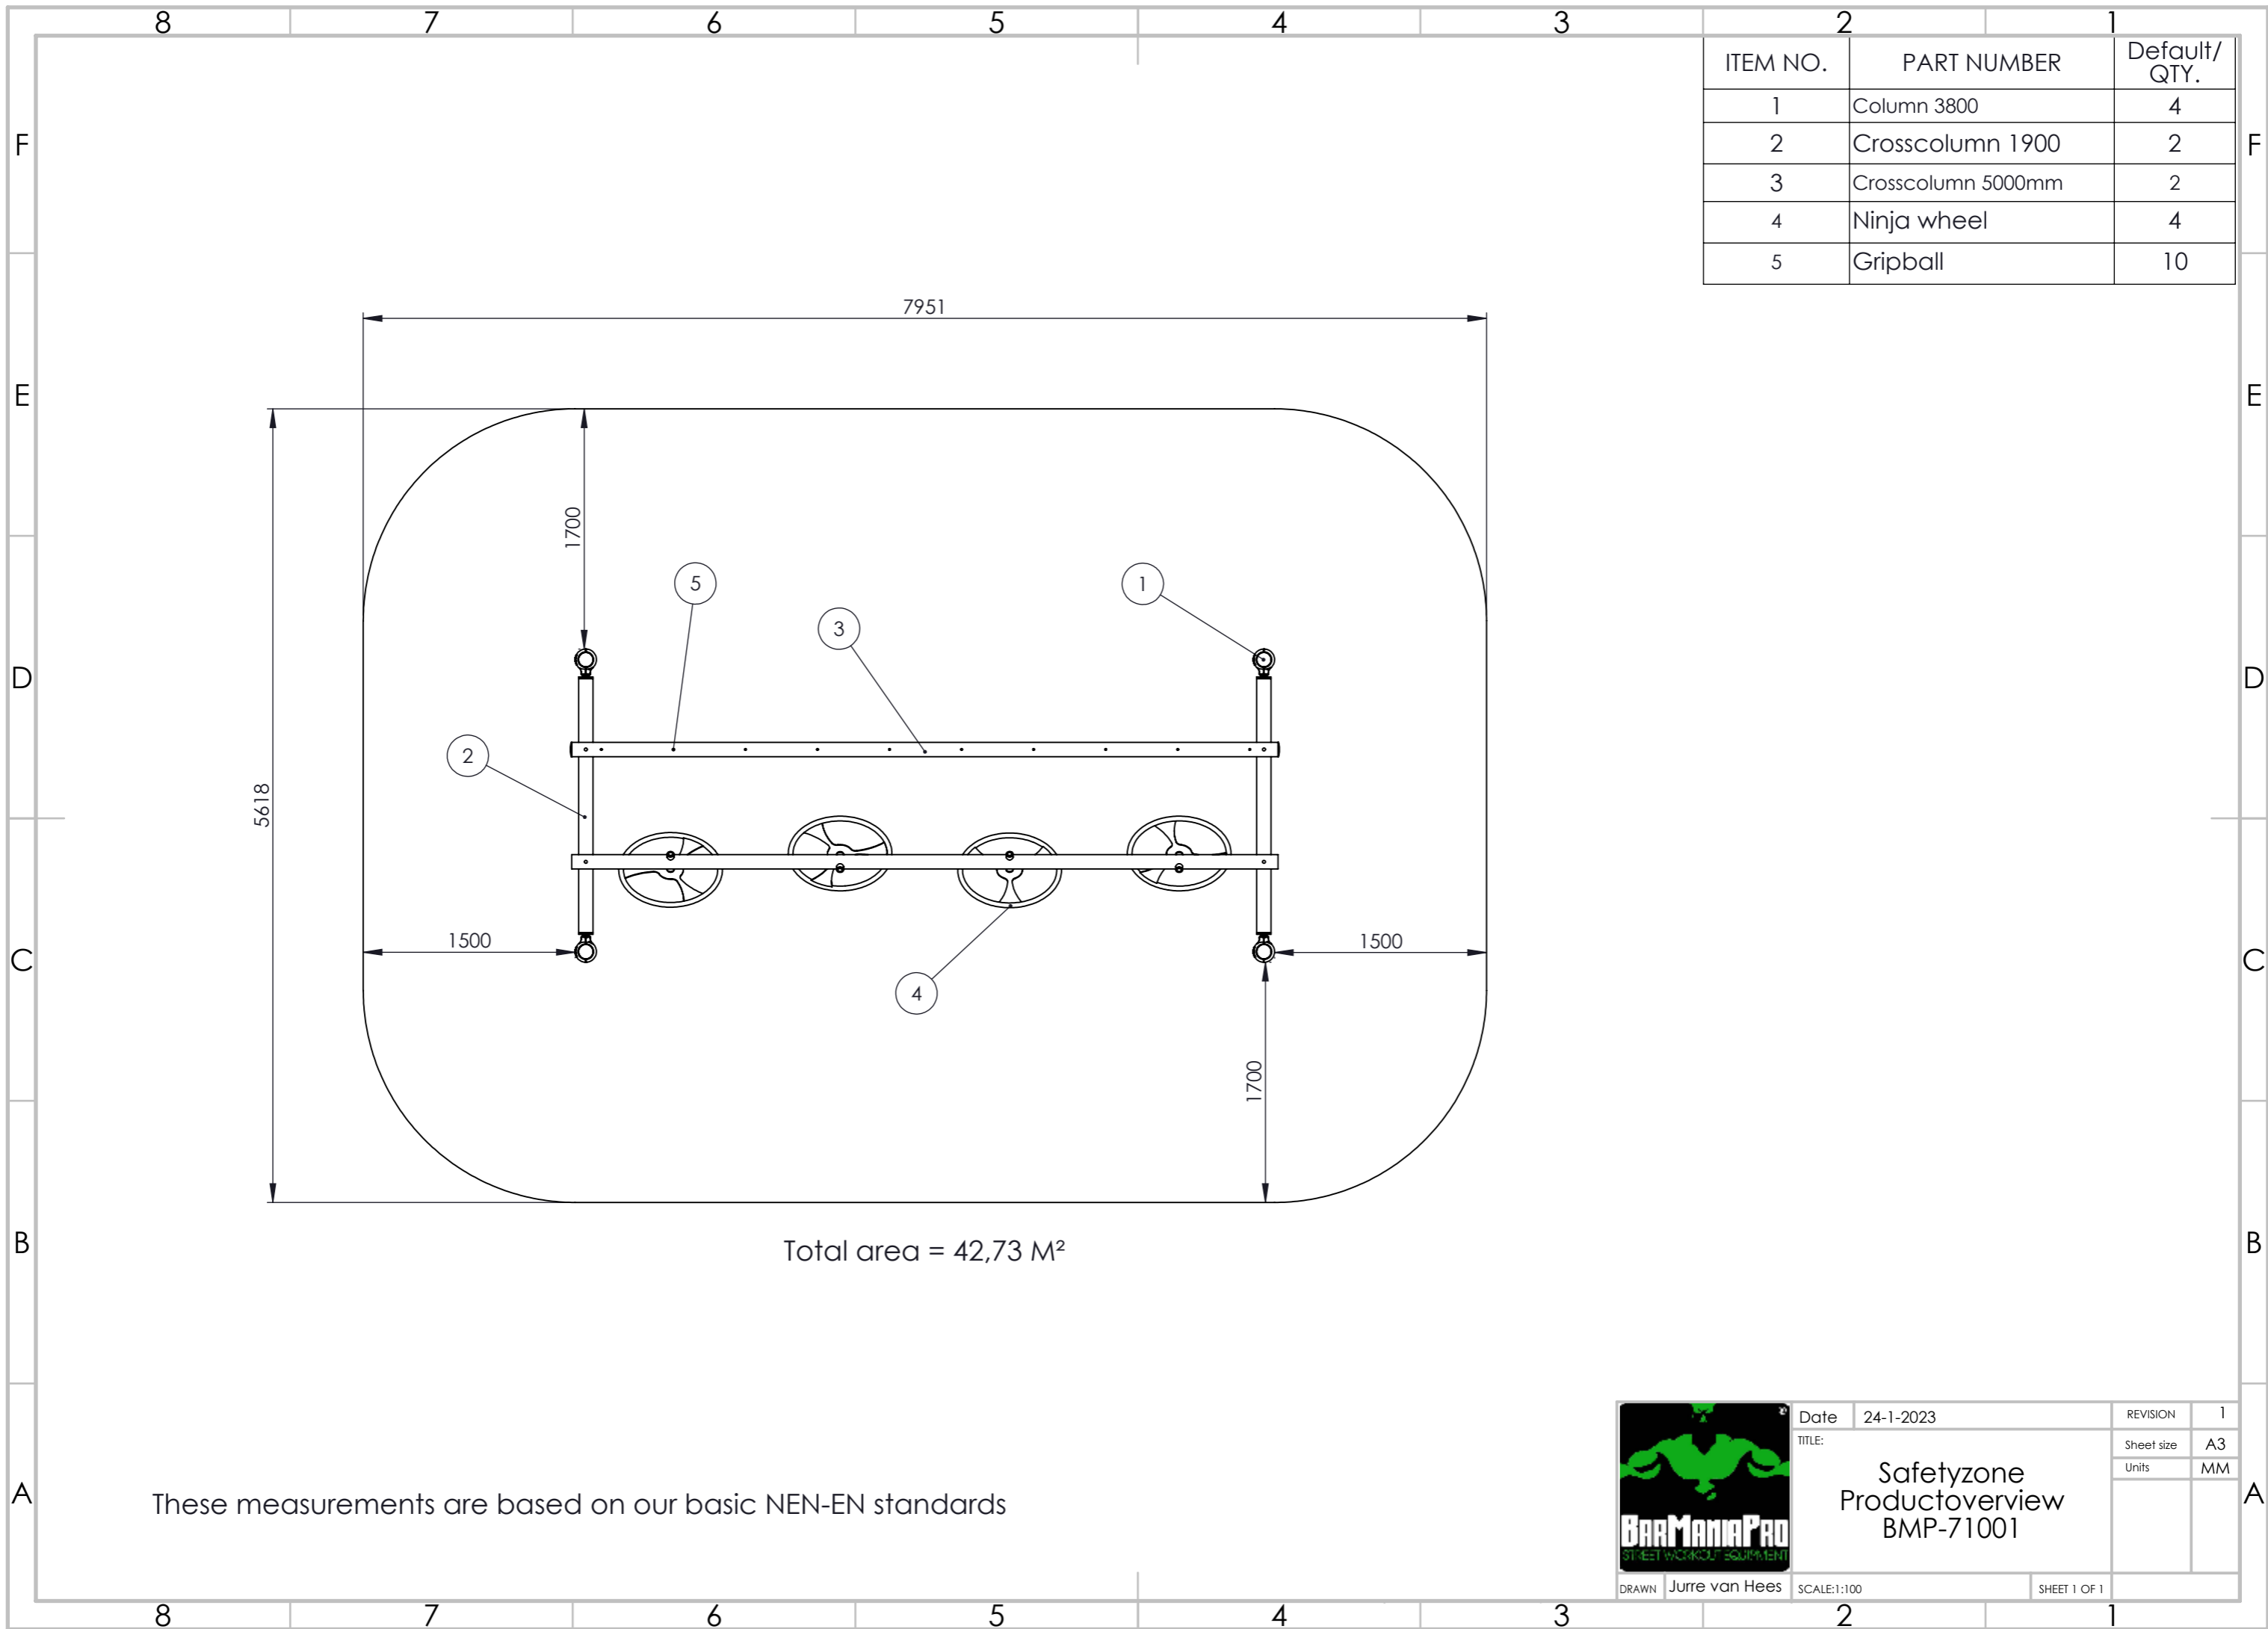 8 7 6 5 4 3 2 1
ITEM NO. PART NUMBER Default/
QTY.
1 Column 3800 4
2 Crosscolumn 1900 2
3 Crosscolumn 5000mm 2
4 Ninja wheel 4
5 Gripball 10
F F
7951
E E
1700
5
1
3
D D
2
5618
1500
1500
C C
4
1700
B B
Total area = 42,73 M²
A A
These measurements are based on our basic NEN-EN standards
BARMANIAPRO
STREET WORKOUT EQUIPMENT
Date 24-1-2023 REVISION 1
TITLE: Sheet size A3
Units MM
Safetyzone
Productoverview
BMP-71001
DRAWN Jurre van Hees SCALE:1:100 SHEET 1 OF 1
8 7 6 5 4 3 2 1